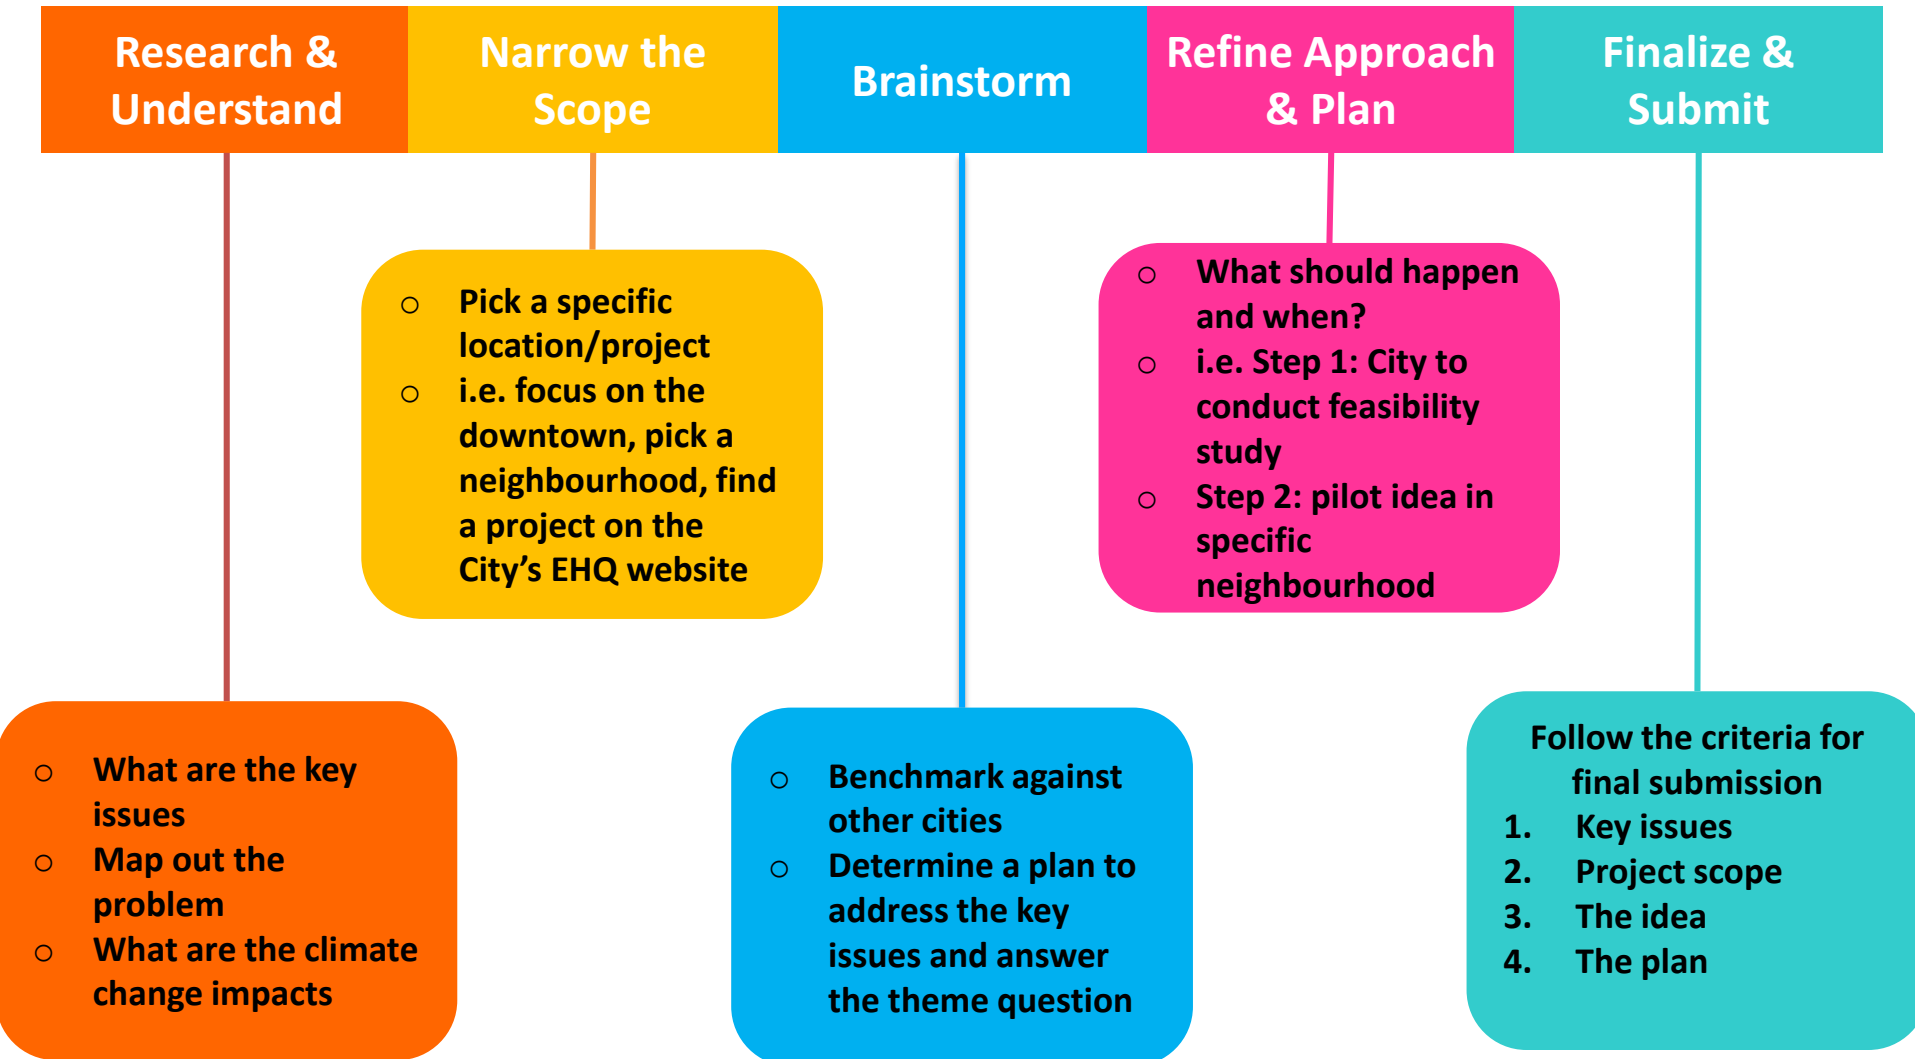 Research &
Understand
Narrow the
Scope
Brainstorm
Refine Approach
& Plan
Finalize &
Submit
o Pick a specific
location/project
o i.e. focus on the
downtown, pick a
neighbourhood, find
a project on the
City’s EHQ website
o What should happen
and when?
o i.e. Step 1: City to
conduct feasibility
study
o Step 2: pilot idea in
specific
neighbourhood
o What are the key
issues
o Map out the
problem
o What are the climate
change impacts
o Benchmark against
other cities
o Determine a plan to
address the key
issues and answer
the theme question
Follow the criteria for
final submission
1. Key issues
2. Project scope
3. The idea
4. The plan